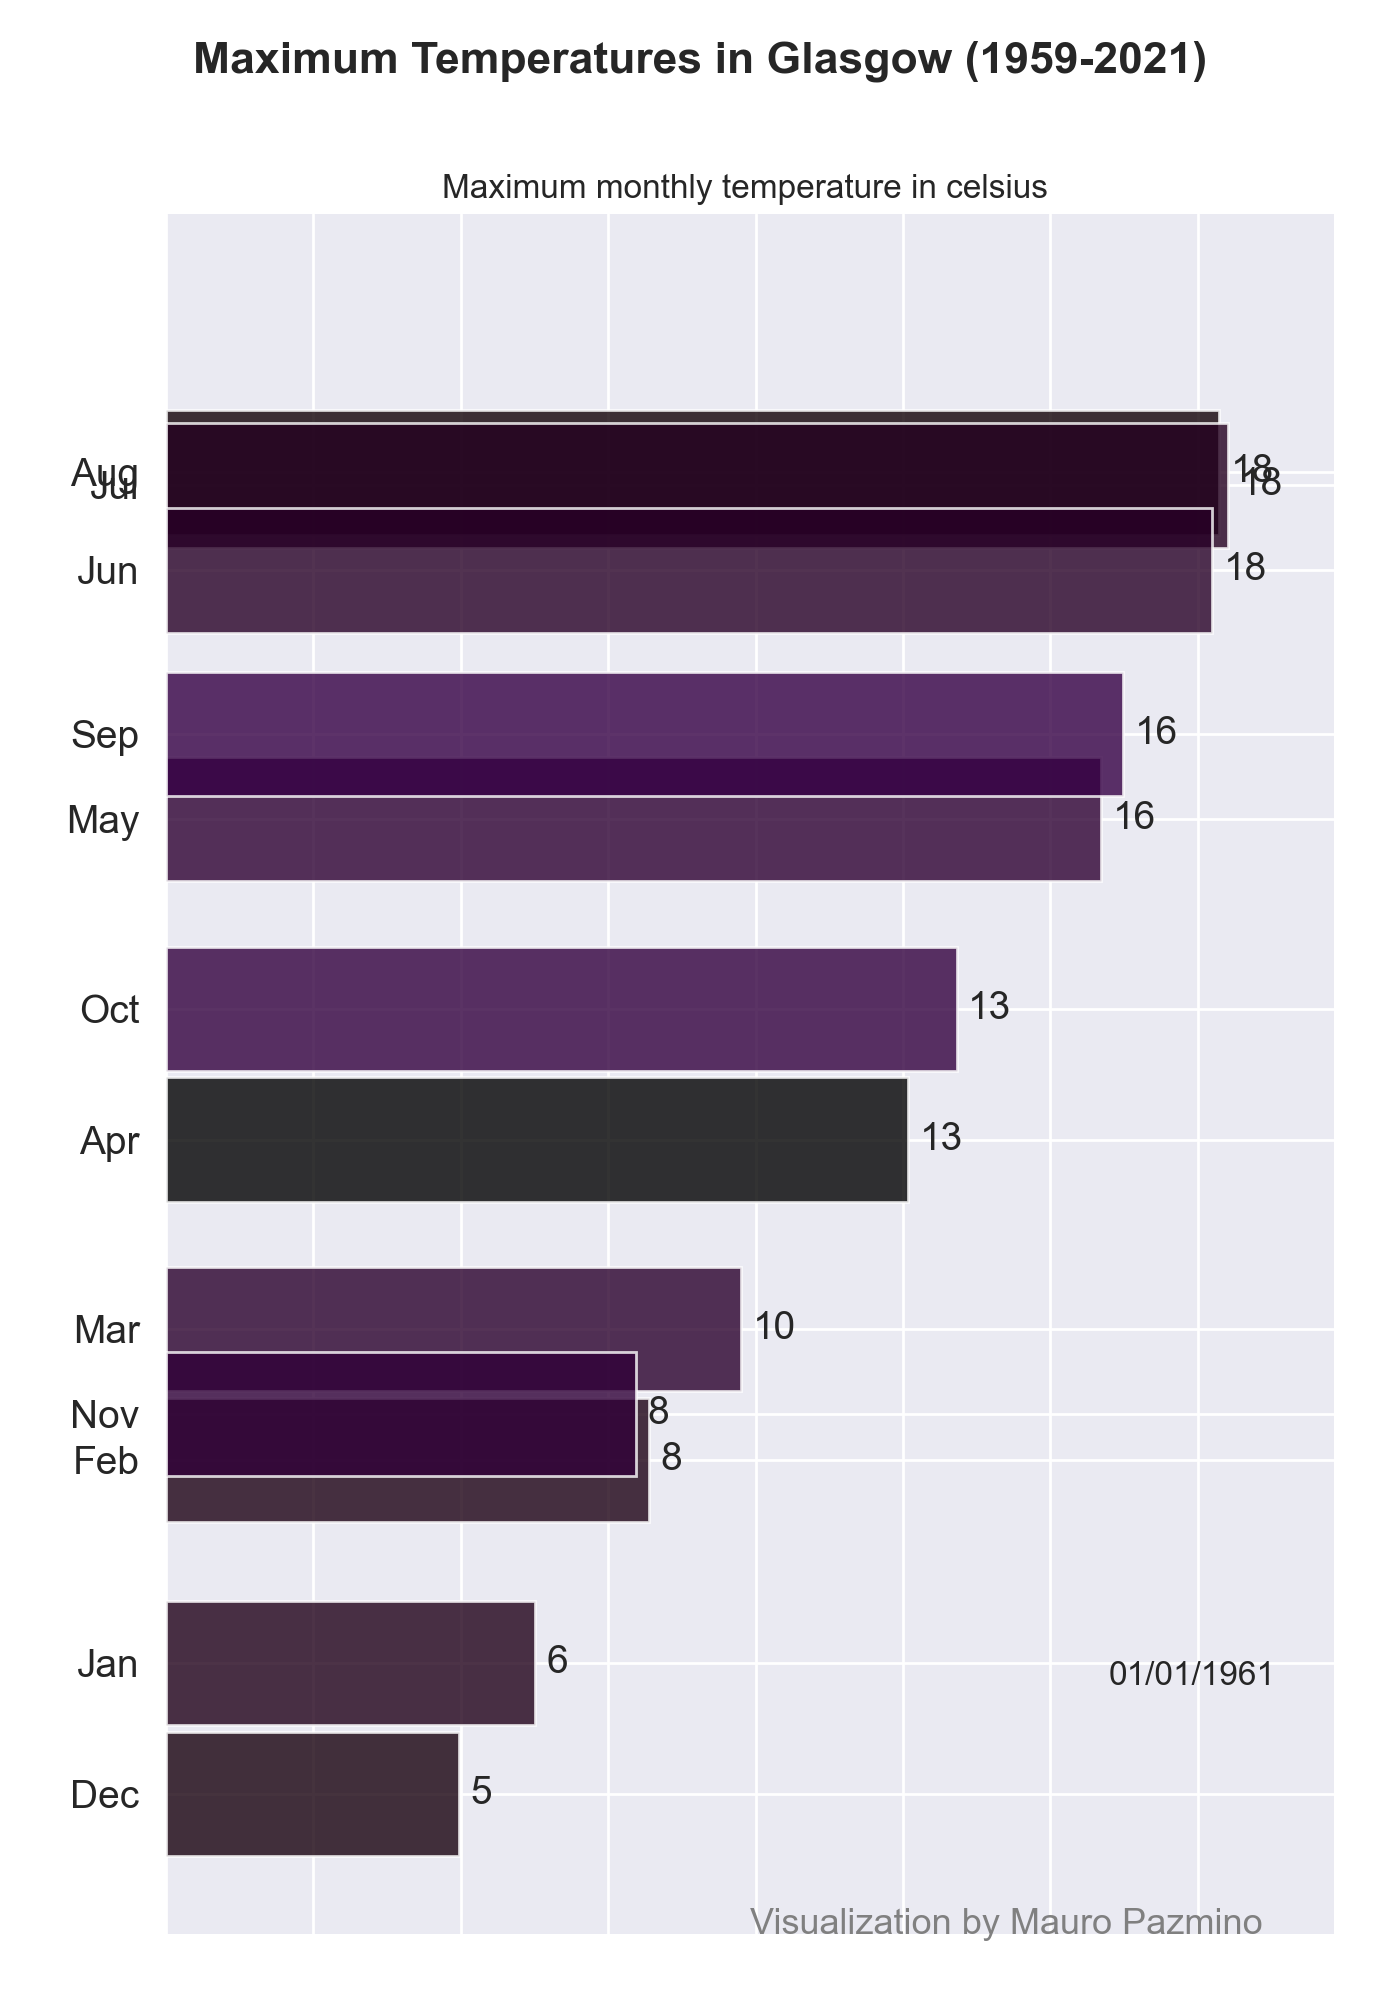 Maximum Temperatures in Glasgow (1959-2021)
Maximum monthly temperature in celsius
Aug 18
Jul 18
Jun 18
Sep 16
May 16
Oct 13
Apr 13
Mar 10
Nov 8
Feb 8
Jan 6
01/01/1961
Dec 5
Visualization by Mauro Pazmino